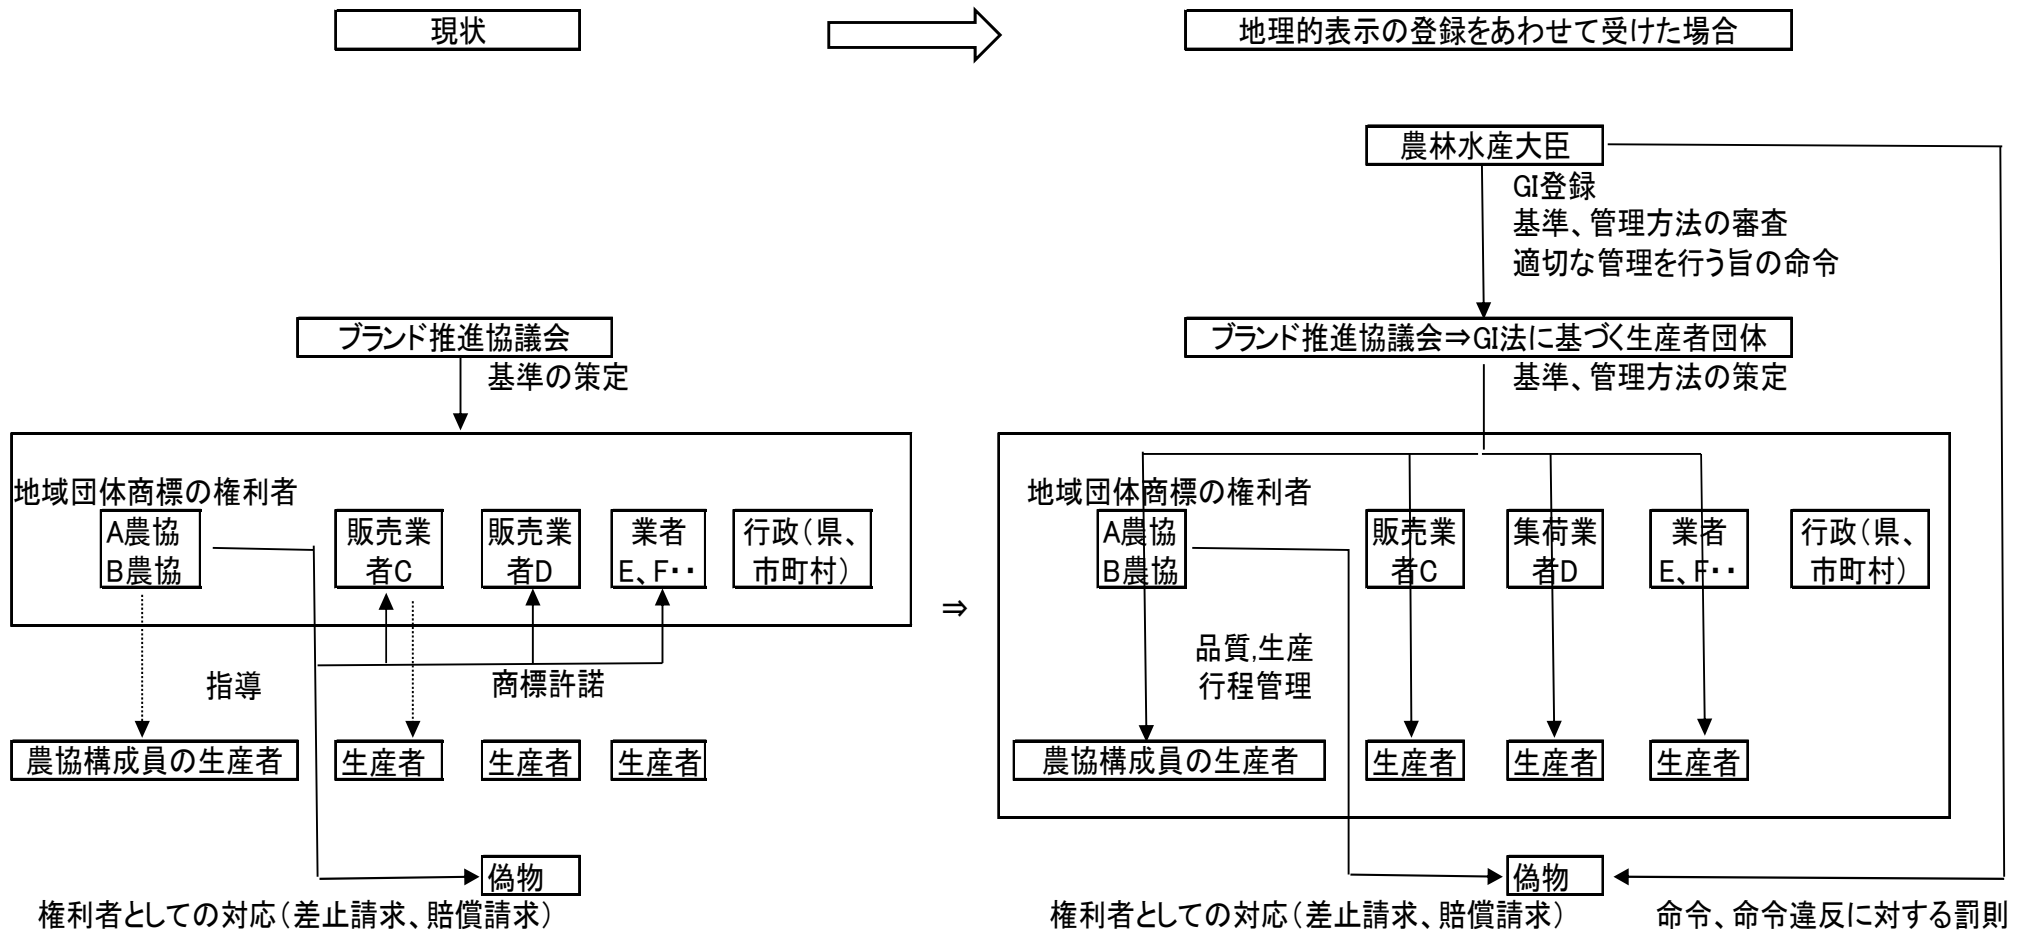 現状
地理的表示の登録をあわせて受けた場合
農林水産大臣
GI登録
基準、管理方法の審査
適切な管理を行う旨の命令
ブランド推進協議会
基準の策定
ブランド推進協議会⇒GI法に基づく生産者団体
基準、管理方法の策定
地域団体商標の権利者
A農協
B農協
販売業
者C
販売業
者D
業者
E、F・・
行政(県、
市町村)
指導
商標許諾
農協構成員の生産者
生産者
生産者
生産者
偽物
権利者としての対応(差止請求、賠償請求)
⇒
地域団体商標の権利者
A農協
B農協
販売業
者C
集荷業
者D
業者
E、F・・
行政(県、
市町村)
品質,生産
行程管理
農協構成員の生産者
生産者
生産者
生産者
偽物
権利者としての対応(差止請求、賠償請求)
命令、命令違反に対する罰則